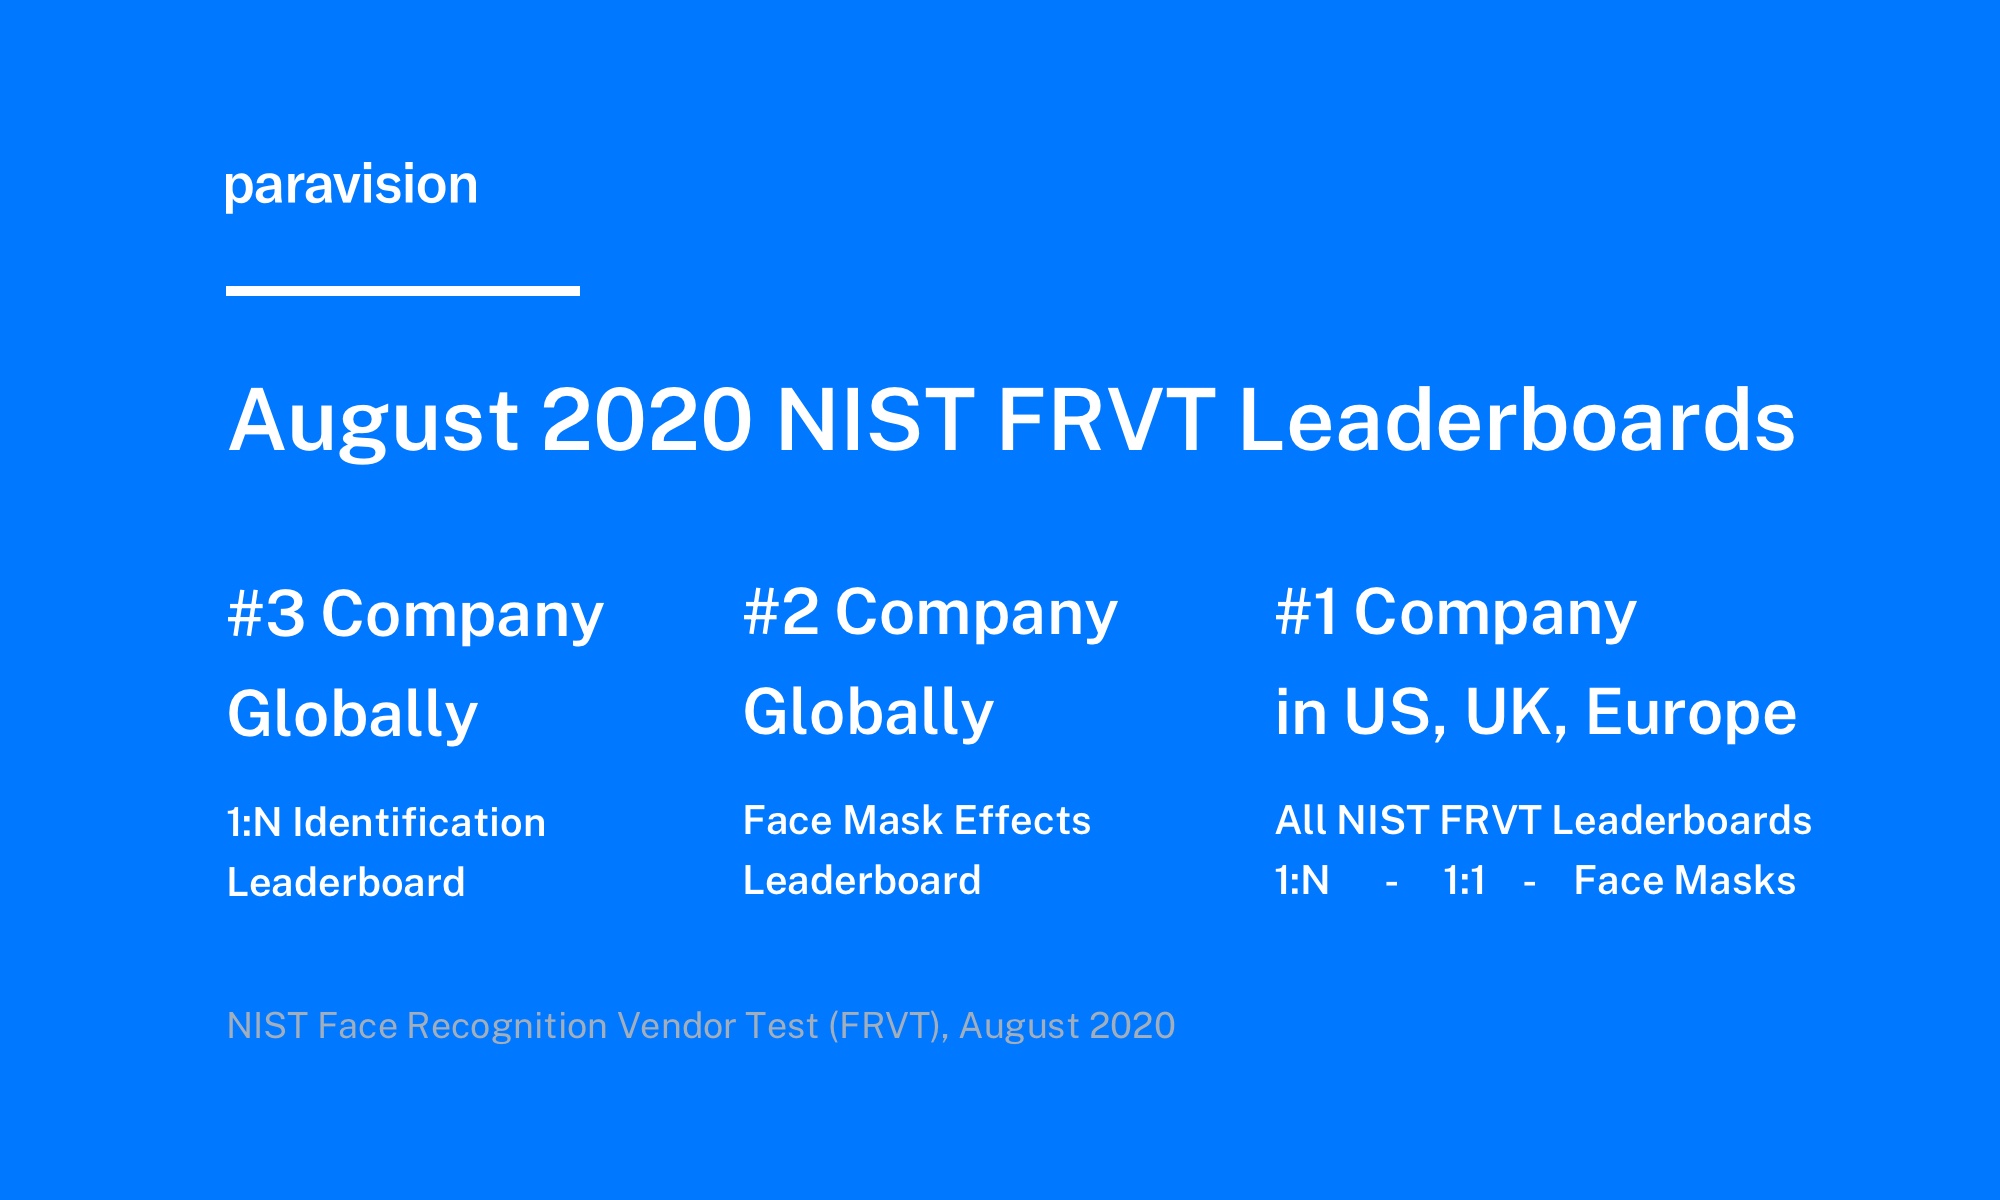 paravision
August 2020 NIST FRVT Leaderboards
#3 Company
Globally
1:N Identification
Leaderboard
#2 Company
Globally
Face Mask Effects
Leaderboard
#1 Company
in US, UK, Europe
All NIST FRVT Leaderboards
1:N - 1:1 - Face Masks
NIST Face Recognition Vendor Test (FRVT), August 2020